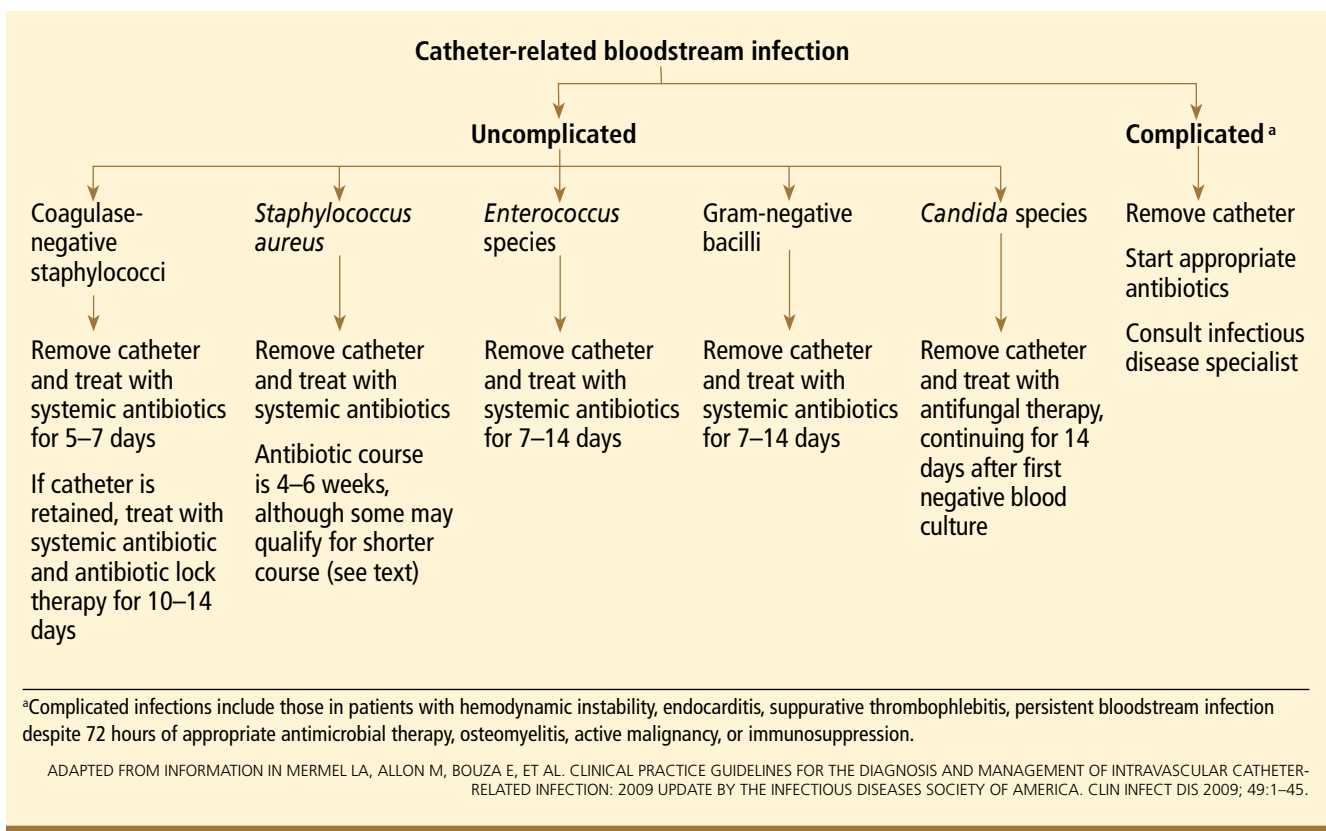 Catheter-related bloodstream infection
Uncomplicated
Complicated a
Coagulase-
negative
staphylococci
Remove catheter
and treat with
systemic antibiotics
for 5–7 days
If catheter is
retained, treat with
systemic antibiotic
and antibiotic lock
therapy for 10–14
days
Staphylococcus
aureus
Remove catheter
and treat with
systemic antibiotics
Antibiotic course
is 4–6 weeks,
although some may
qualify for shorter
course (see text)
Enterococcus
species
Remove catheter
and treat with
systemic antibiotics
for 7–14 days
Gram-negative
bacilli
Remove catheter
and treat with
systemic antibiotics
for 7–14 days
Candida species
Remove catheter
and treat with
antifungal therapy,
continuing for 14
days after first
negative blood
culture
Remove catheter
Start appropriate
antibiotics
Consult infectious
disease specialist
aComplicated infections include those in patients with hemodynamic instability, endocarditis, suppurative thrombophlebitis, persistent bloodstream infection
despite 72 hours of appropriate antimicrobial therapy, osteomyelitis, active malignancy, or immunosuppression.
ADAPTED FROM INFORMATION IN MERMEL LA, ALLON M, BOUZA E, ET AL. CLINICAL PRACTICE GUIDELINES FOR THE DIAGNOSIS AND MANAGEMENT OF INTRAVASCULAR CATHETER-
RELATED INFECTION: 2009 UPDATE BY THE INFECTIOUS DISEASES SOCIETY OF AMERICA. CLIN INFECT DIS 2009; 49:1–45.